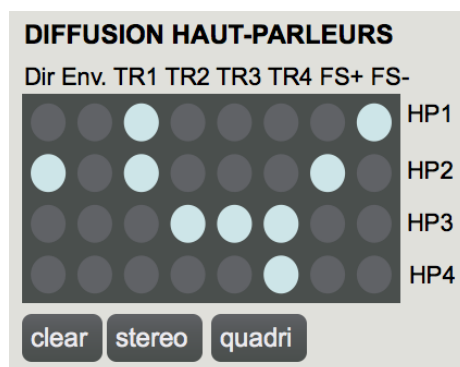 DIFFUSION HAUT-PARLEURS
Dir Env. TR1 TR2 TR3 TR4 FS+ FS-
HP1
HP2
HP3
HP4
clear stereo quadri